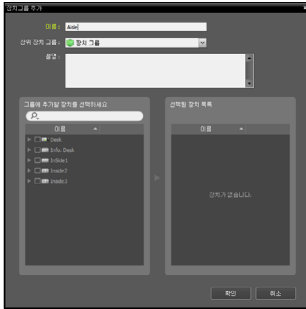 장치그룹 추가
이름 : Aisle
상위 장치 그룹 : 장치 그룹
설명 :
그룹에 추가할 장치를 선택하세요
선택된 장치 목록
이름
이름
Desk
Info. Desk
InSide1
Inside2
Inside3
장치가 없습니다.
확인
취소